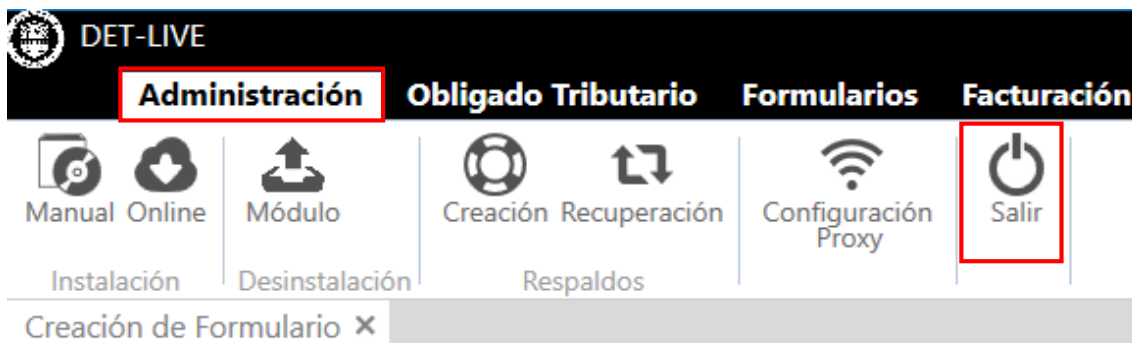 DET-LIVE
Administración Obligado Tributario Formularios Facturación
Manual Online Módulo Creación Recuperación Configuración Proxy Salir
Instalación Desinstalación Respaldos
Creación de Formulario ×